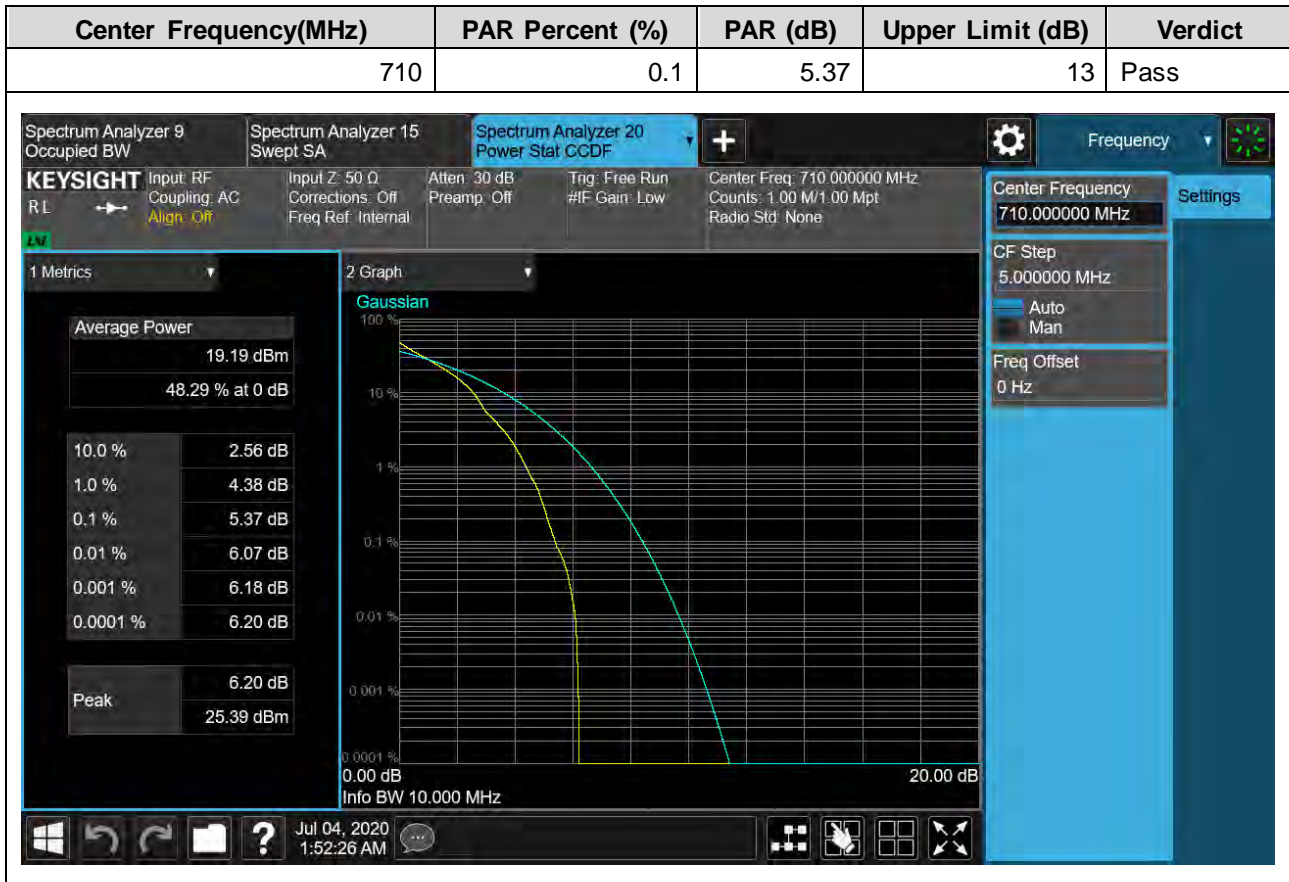 Center Frequency(MHz) PAR Percent (%) PAR (dB) Upper Limit (dB) Verdict
710 0.1 5.37 13 Pass
Spectrum Analyzer 9
Occupied BW
Spectrum Analyzer 15
Swept SA
Spectrum Analyzer 20
Power Stat CCDF
Frequency
KEYSIGHT
RL
Input: RF
Coupling: AC
Align: Off
Input Z: 50 Ω
Corrections: Off
Freq Ref: Internal
Atten: 30 dB
Preamp: Off
Trig: Free Run
#IF Gain: Low
Center Freq: 710.000000 MHz
Counts: 1.00 M/1.00 Mpt
Radio Std: None
Center Frequency
710.000000 MHz
Settings
CF Step
5.000000 MHz
Auto
Man
Freq Offset
0 Hz
1 Metrics
Average Power
19.19 dBm
48.29 % at 0 dB
10.0 % 2.56 dB
1.0 % 4.38 dB
0.1 % 5.37 dB
0.01 % 6.07 dB
0.001 % 6.18 dB
0.0001 % 6.20 dB
Peak
6.20 dB
25.39 dBm
2 Graph
Gaussian
100 %
10 %
1 %
0.1 %
0.01 %
0.001 %
0.0001 %
0.00 dB 20.00 dB
Info BW 10.000 MHz
?
Jul 04, 2020
1:52:26 AM